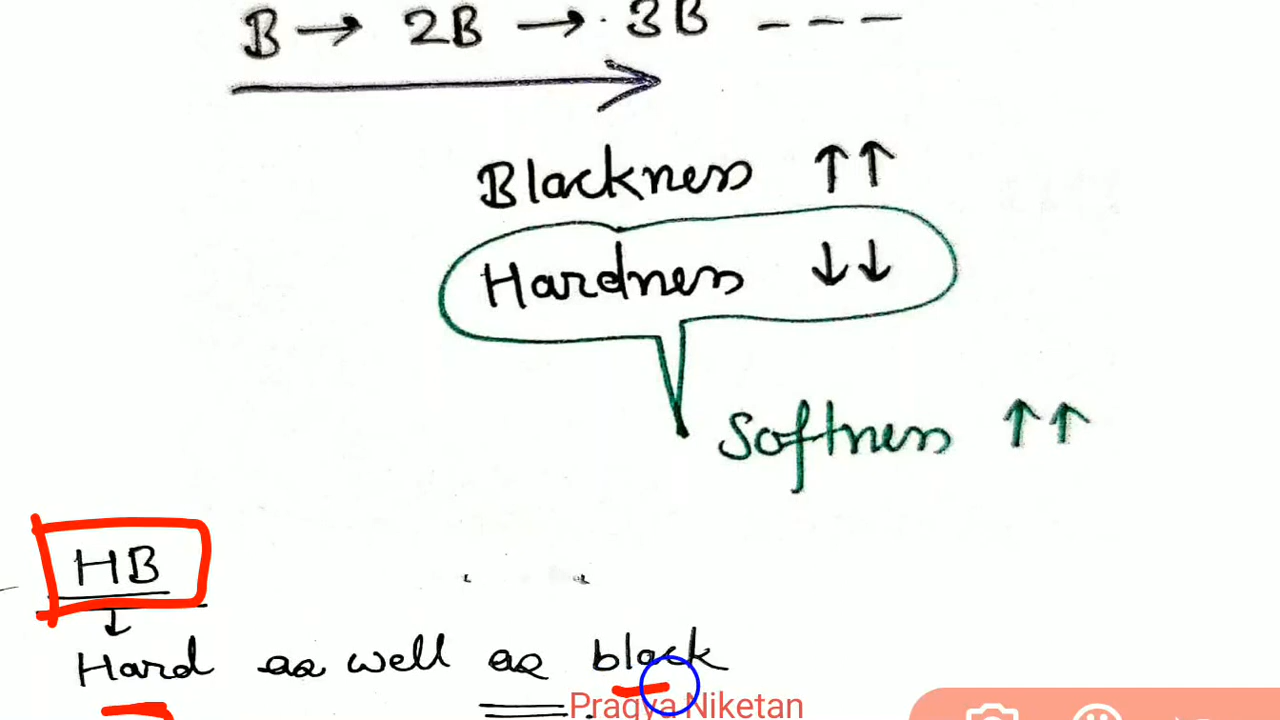 B → 2B → 3B - - -
Blackness ↑↑
Hardness ↓↓
Softness ↑↑
HB
↓
Hard as well as black
Pragya Niketan